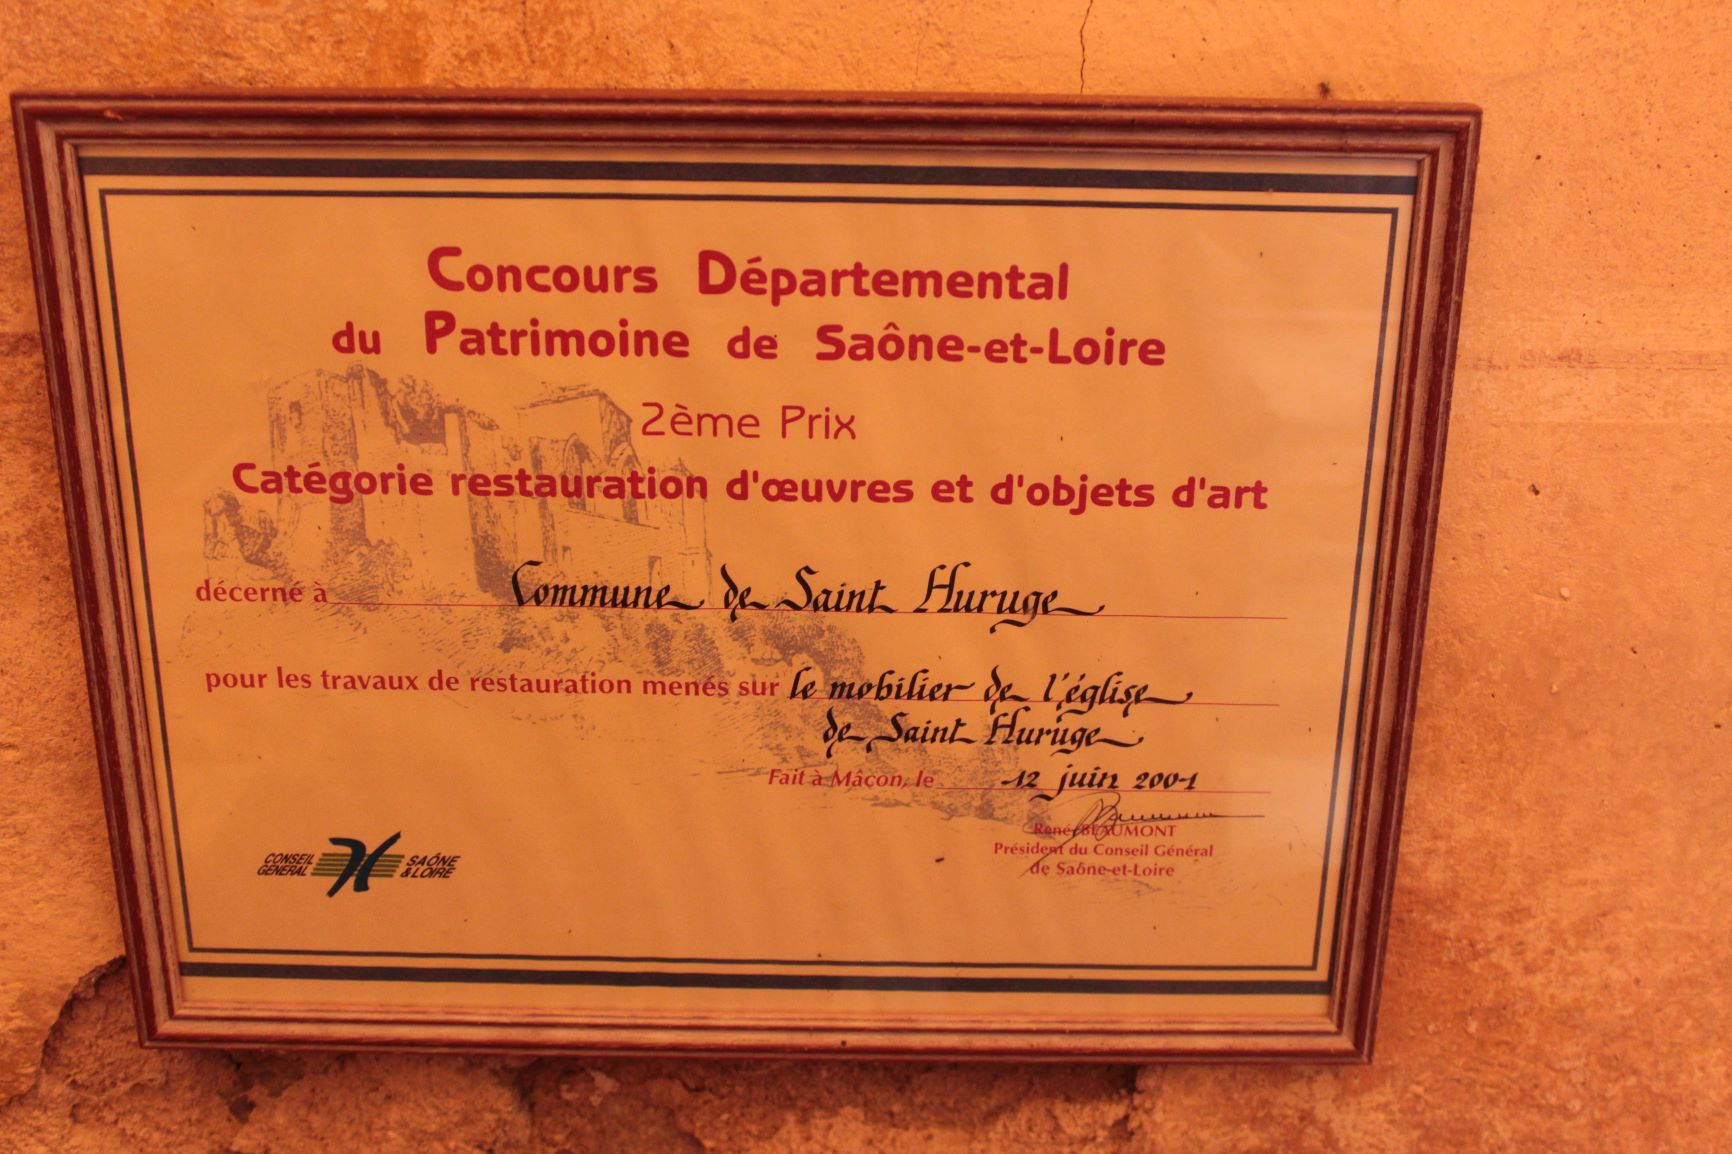 Concours Départemental
du Patrimoine de Saône-et-Loire
2ème Prix
Catégorie restauration d'œuvres et d'objets d'art
décerné à Commune de Saint Huruge
pour les travaux de restauration menés sur le mobilier de l'église
de Saint Huruge
Fait à Mâcon, le 12 juin 2001
René BEAUMONT
Président du Conseil Général
de Saône-et-Loire
CONSEIL SAÔNE
GENERAL & LOIRE